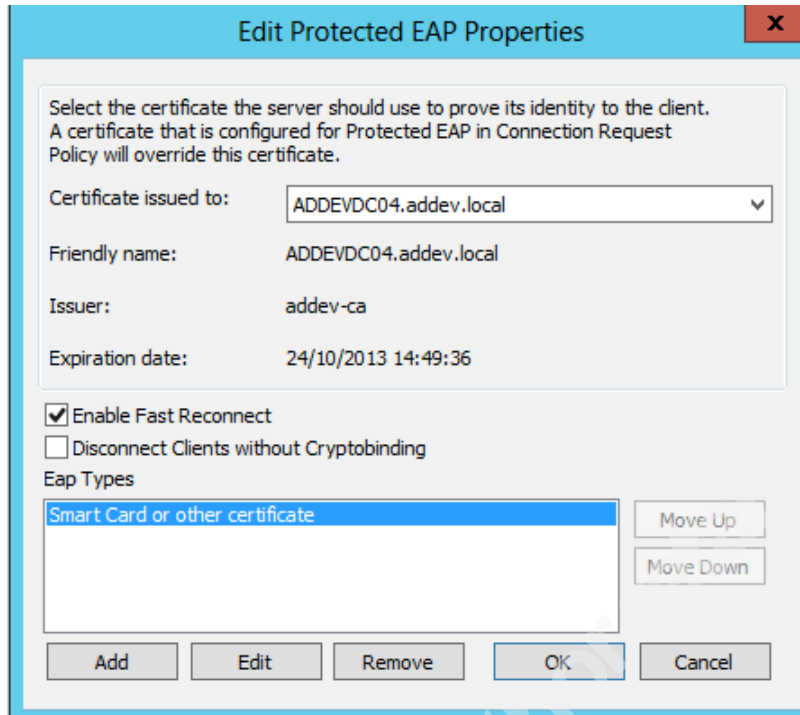 Edit Protected EAP Properties
x
Select the certificate the server should use to prove its identity to the client.
A certificate that is configured for Protected EAP in Connection Request
Policy will override this certificate.
Certificate issued to:
ADDEVDC04.addev.local
Friendly name:
ADDEVDC04.addev.local
Issuer:
addev-ca
Expiration date:
24/10/2013 14:49:36
Enable Fast Reconnect
Disconnect Clients without Cryptobinding
Eap Types
Smart Card or other certificate
Move Up
Move Down
Add
Edit
Remove
OK
Cancel